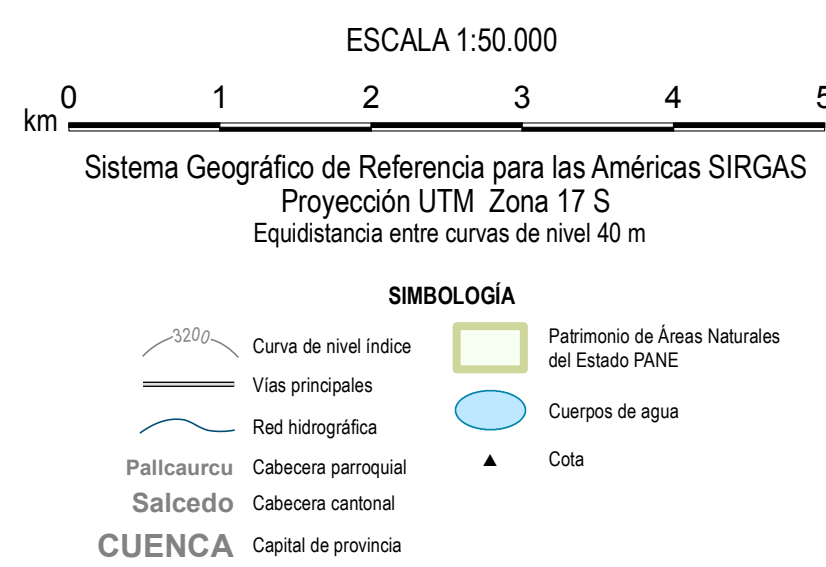 ESCALA 1:50.000
0 1 2 3 4 5
km
Sistema Geográfico de Referencia para las Américas SIRGAS
Proyección UTM Zona 17 S
Equidistancia entre curvas de nivel 40 m
SIMBOLOGÍA
3200 Curva de nivel índice
Vías principales
Red hidrográfica
Pallcaurcu Cabecera parroquial
Salcedo Cabecera cantonal
CUENCA Capital de provincia
Patrimonio de Áreas Naturales
del Estado PANE
Cuerpos de agua
Cota